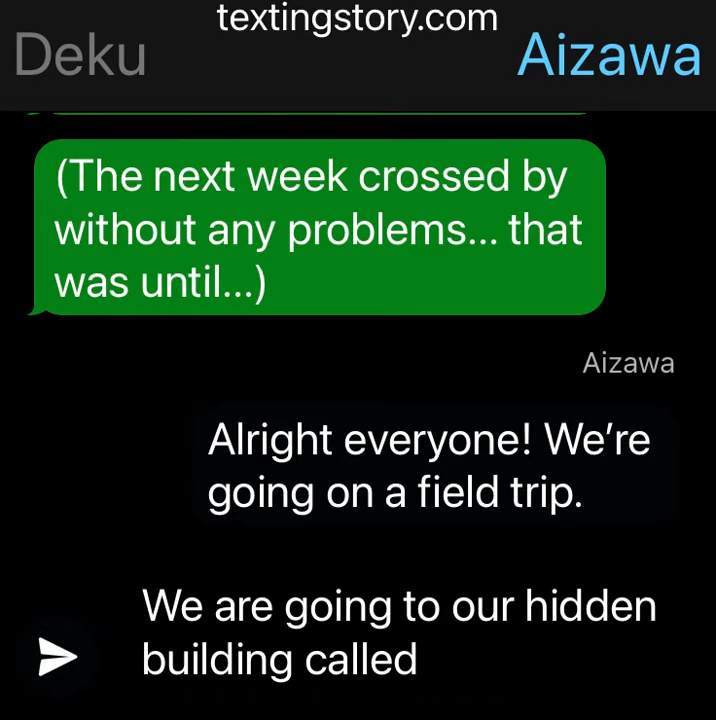 textingstory.com
Deku
Aizawa
(The next week crossed by
without any problems... that
was until...)
Aizawa
Alright everyone! We’re
going on a field trip.
We are going to our hidden
building called